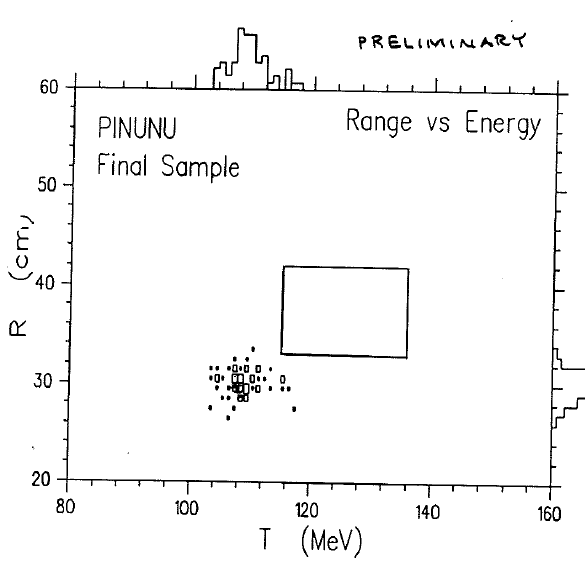 PRELIMINARY
PINUNU
Range vs Energy
Final Sample
60
50
40
30
20
R (cm)
80
100
120
140
160
T (MeV)